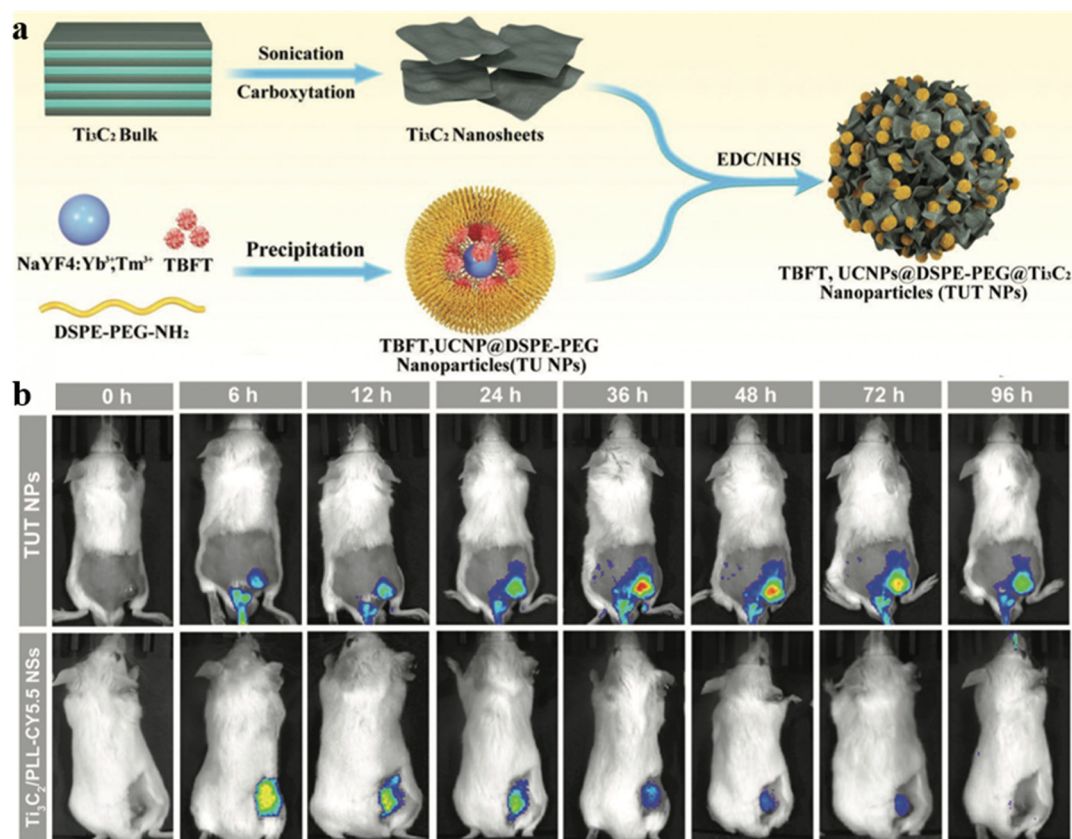 a
Sonication
Carboxytation
Ti₃C₂ Bulk
Ti₃C₂ Nanosheets
EDC/NHS
NaYF4:Yb³⁺;Tm³⁺ TBFT
Precipitation
DSPE-PEG-NH₂
TBFT,UCNP@DSPE-PEG
Nanoparticles(TU NPs)
TBFT, UCNPs@DSPE-PEG@Ti₃C₂
Nanoparticles (TUT NPs)
b
0 h 6 h 12 h 24 h 36 h 48 h 72 h 96 h
TUT NPs
Ti₃C₂/PLL-CY5.5 NSs